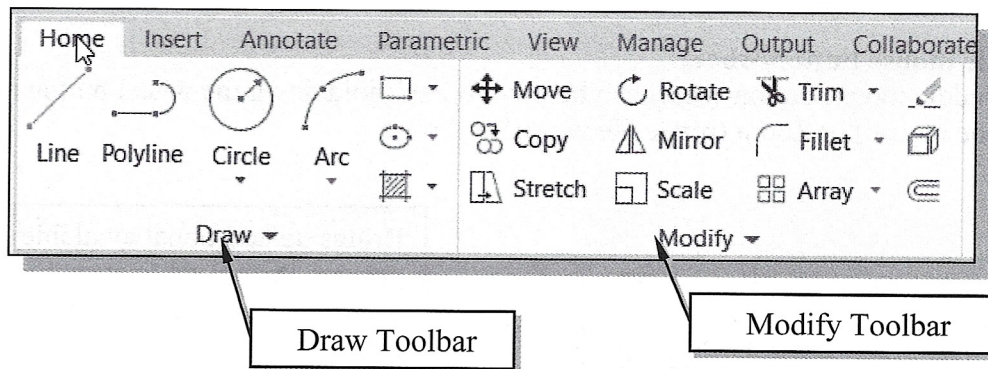 Home Insert Annotate Parametric View Manage Output Collaborate
Move Rotate Trim
Copy Mirror Fillet
Line Polyline Circle Arc
Stretch Scale Array
Draw Modify
Draw Toolbar Modify Toolbar